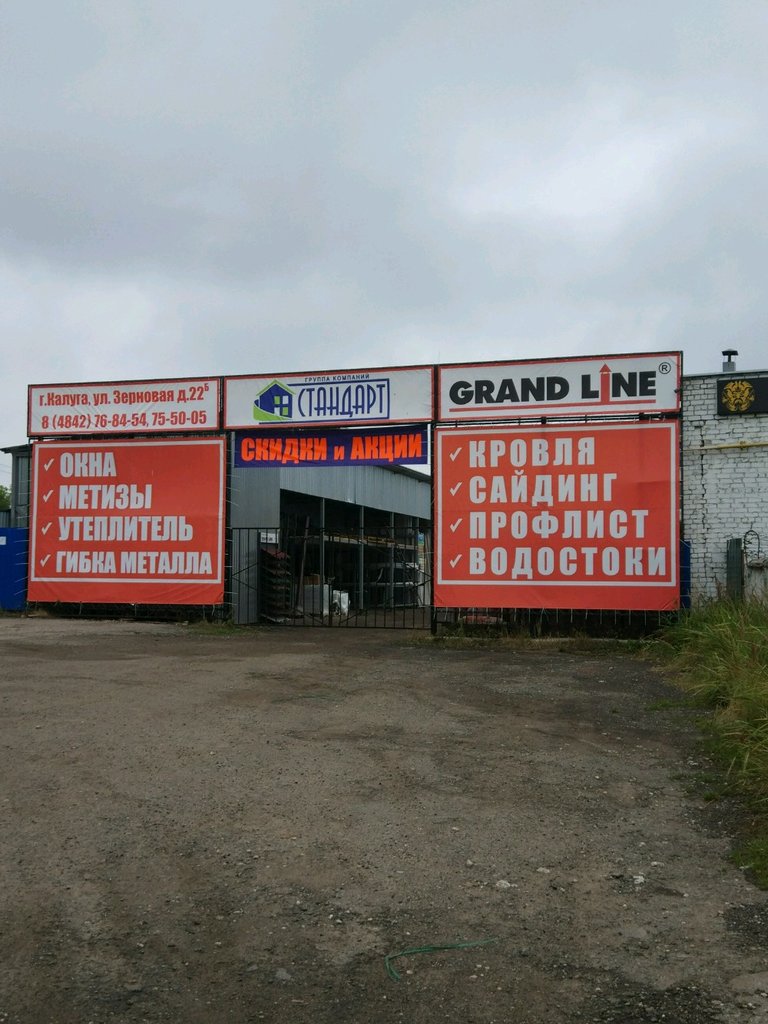 г.Калуга, ул. Зерновая д.22Б
8 (4842) 76-84-54, 75-50-05
ГРУППА КОМПАНИЙ
СТАНДАРТ
GRAND LINE®
СКИДКИ и АКЦИИ
✓ ОКНА
✓ МЕТИЗЫ
✓ УТЕПЛИТЕЛЬ
✓ ГИБКА МЕТАЛЛА
✓ КРОВЛЯ
✓ САЙДИНГ
✓ ПРОФЛИСТ
✓ ВОДОСТОКИ